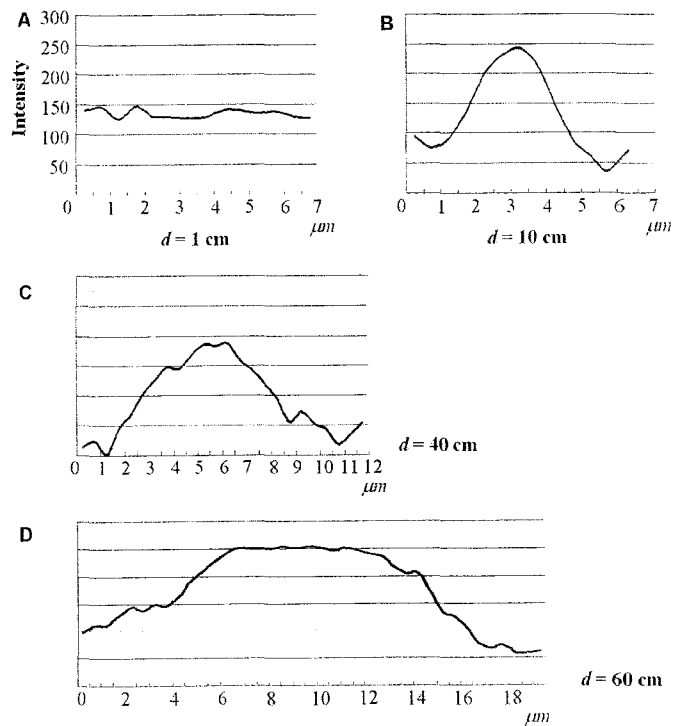 A
300
250
200
150
100
50
Intensity
0 1 2 3 4 5 6 7
μm
d = 1 cm
B
0 1 2 3 4 5 6 7
μm
d = 10 cm
C
0 1 2 3 4 5 6 7 8 9 10 11 12
μm
d = 40 cm
D
0 2 4 6 8 10 12 14 16 18
μm
d = 60 cm